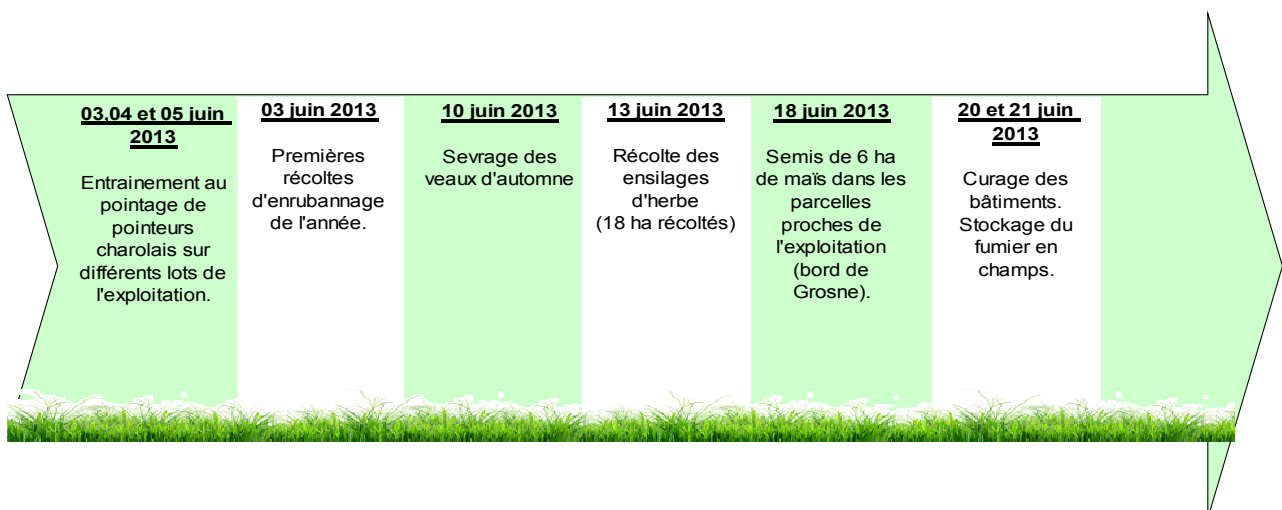 03,04 et 05 juin
2013
Entrainement au
pointage de
pointeurs
charolais sur
différents lots de
l'exploitation.
03 juin 2013
Premières
récoltes
d'enrubannage
de l'année.
10 juin 2013
Sevrage des
veaux d'automne
13 juin 2013
Récolte des
ensilages
d'herbe
(18 ha récoltés)
18 juin 2013
Semis de 6 ha
de maïs dans les
parcelles
proches de
l'exploitation
(bord de
Grosne).
20 et 21 juin
2013
Curage des
bâtiments.
Stockage du
fumier en
champs.